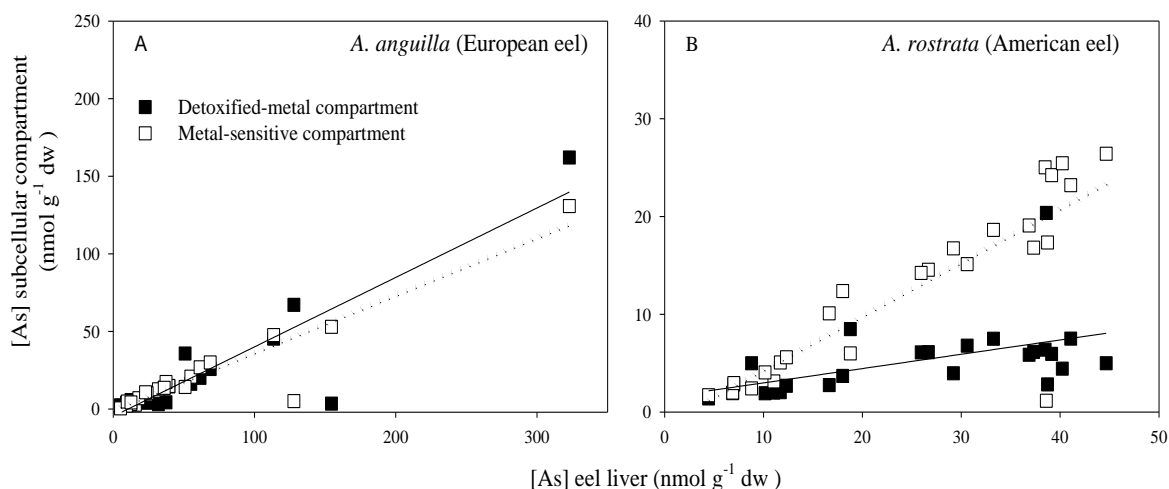 A
A. anguilla (European eel)
Detoxified-metal compartment
Metal-sensitive compartment
250
200
150
100
50
0
0 100 200 300
B
A. rostrata (American eel)
40
30
20
10
0
0 10 20 30 40 50
[As] subcellular compartment
(nmol g-1 dw )
[As] eel liver (nmol g-1 dw )